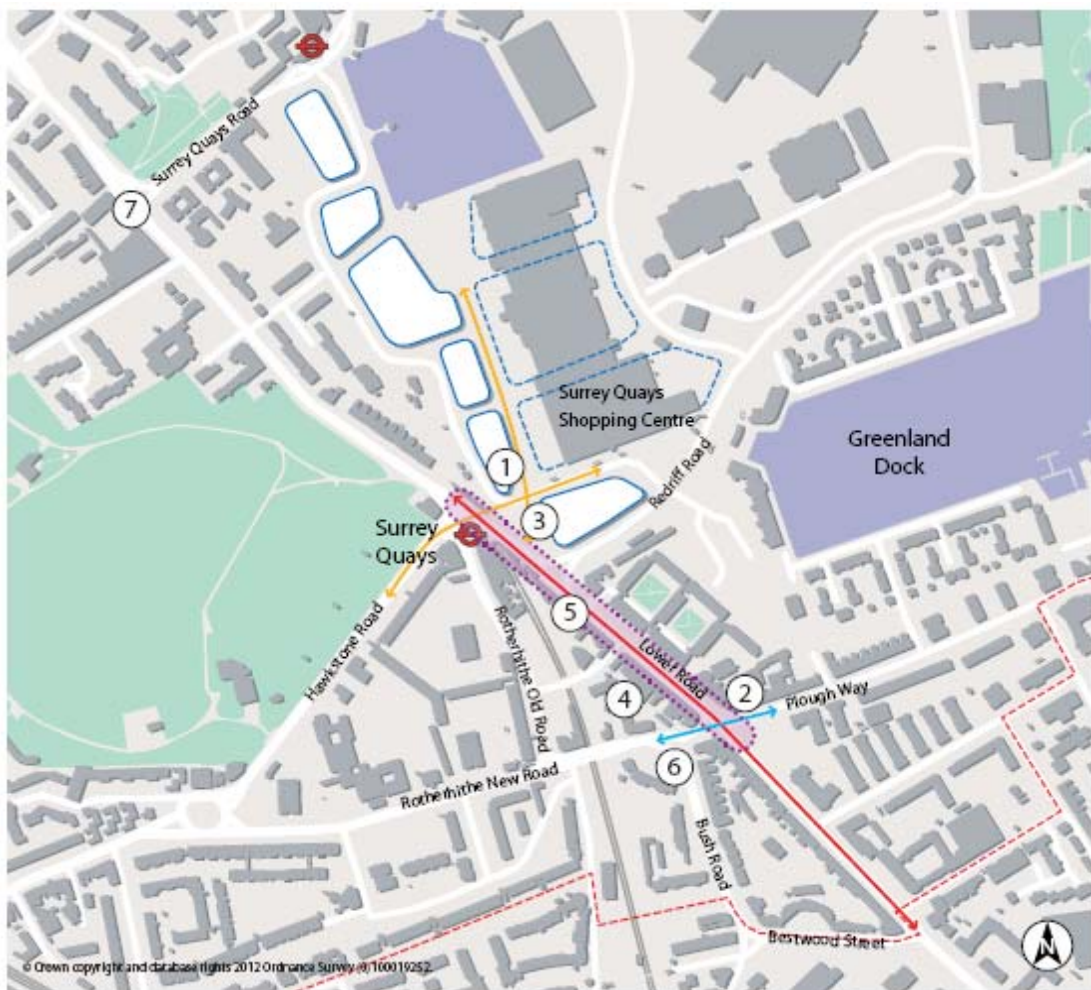 Surrey Quays Road
7
Surrey Quays
Shopping Centre
Greenland
Dock
Redriff Road
1
3
Surrey
Quays
Hawkstone Road
Rotherhithe Old Road
5
Lower Road
4
2
Plough Way
Rotherhithe New Road
6
Bush Road
Bestwood Street
N
© Crown copyright and database rights 2012 Ordnance Survey (0)100019252.